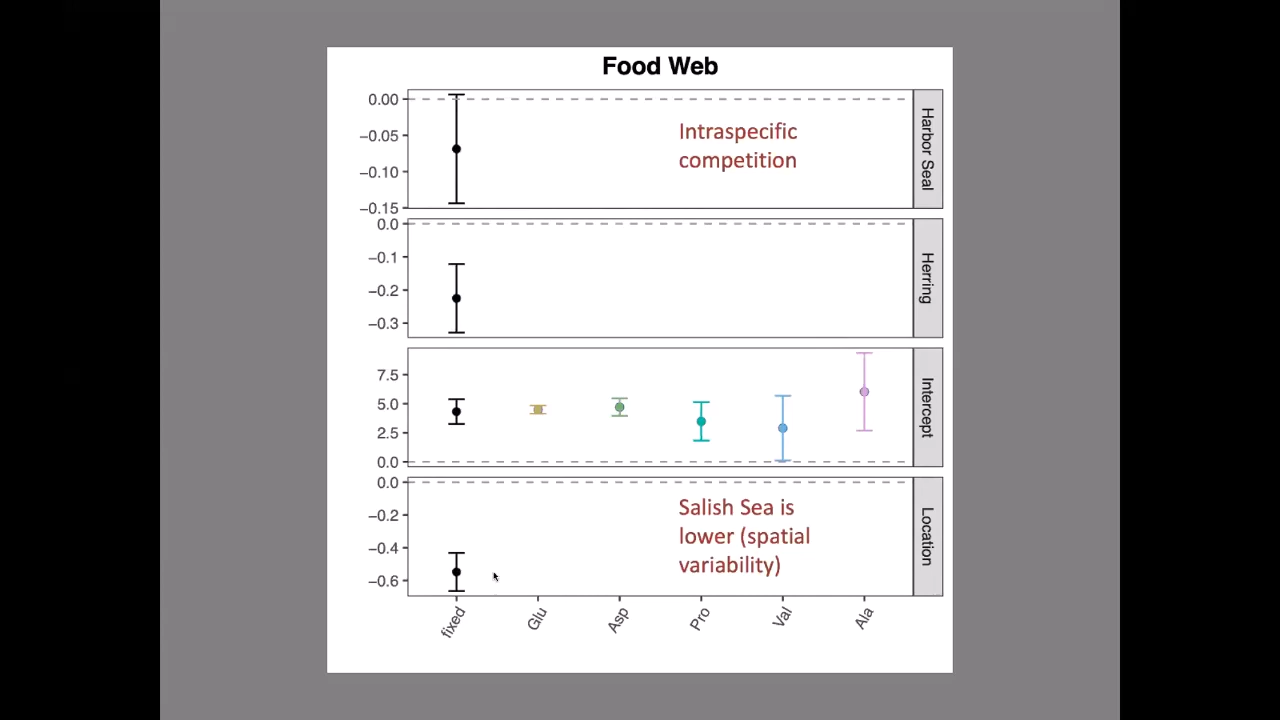 Food Web
0.00
−0.05
−0.10
−0.15
Intraspecific
competition
Harbor Seal
0.0
−0.1
−0.2
−0.3
Herring
7.5
5.0
2.5
0.0
Intercept
0.0
−0.2
−0.4
−0.6
Salish Sea is
lower (spatial
variability)
Location
fixed
Glu
Asp
Pro
Val
Ala